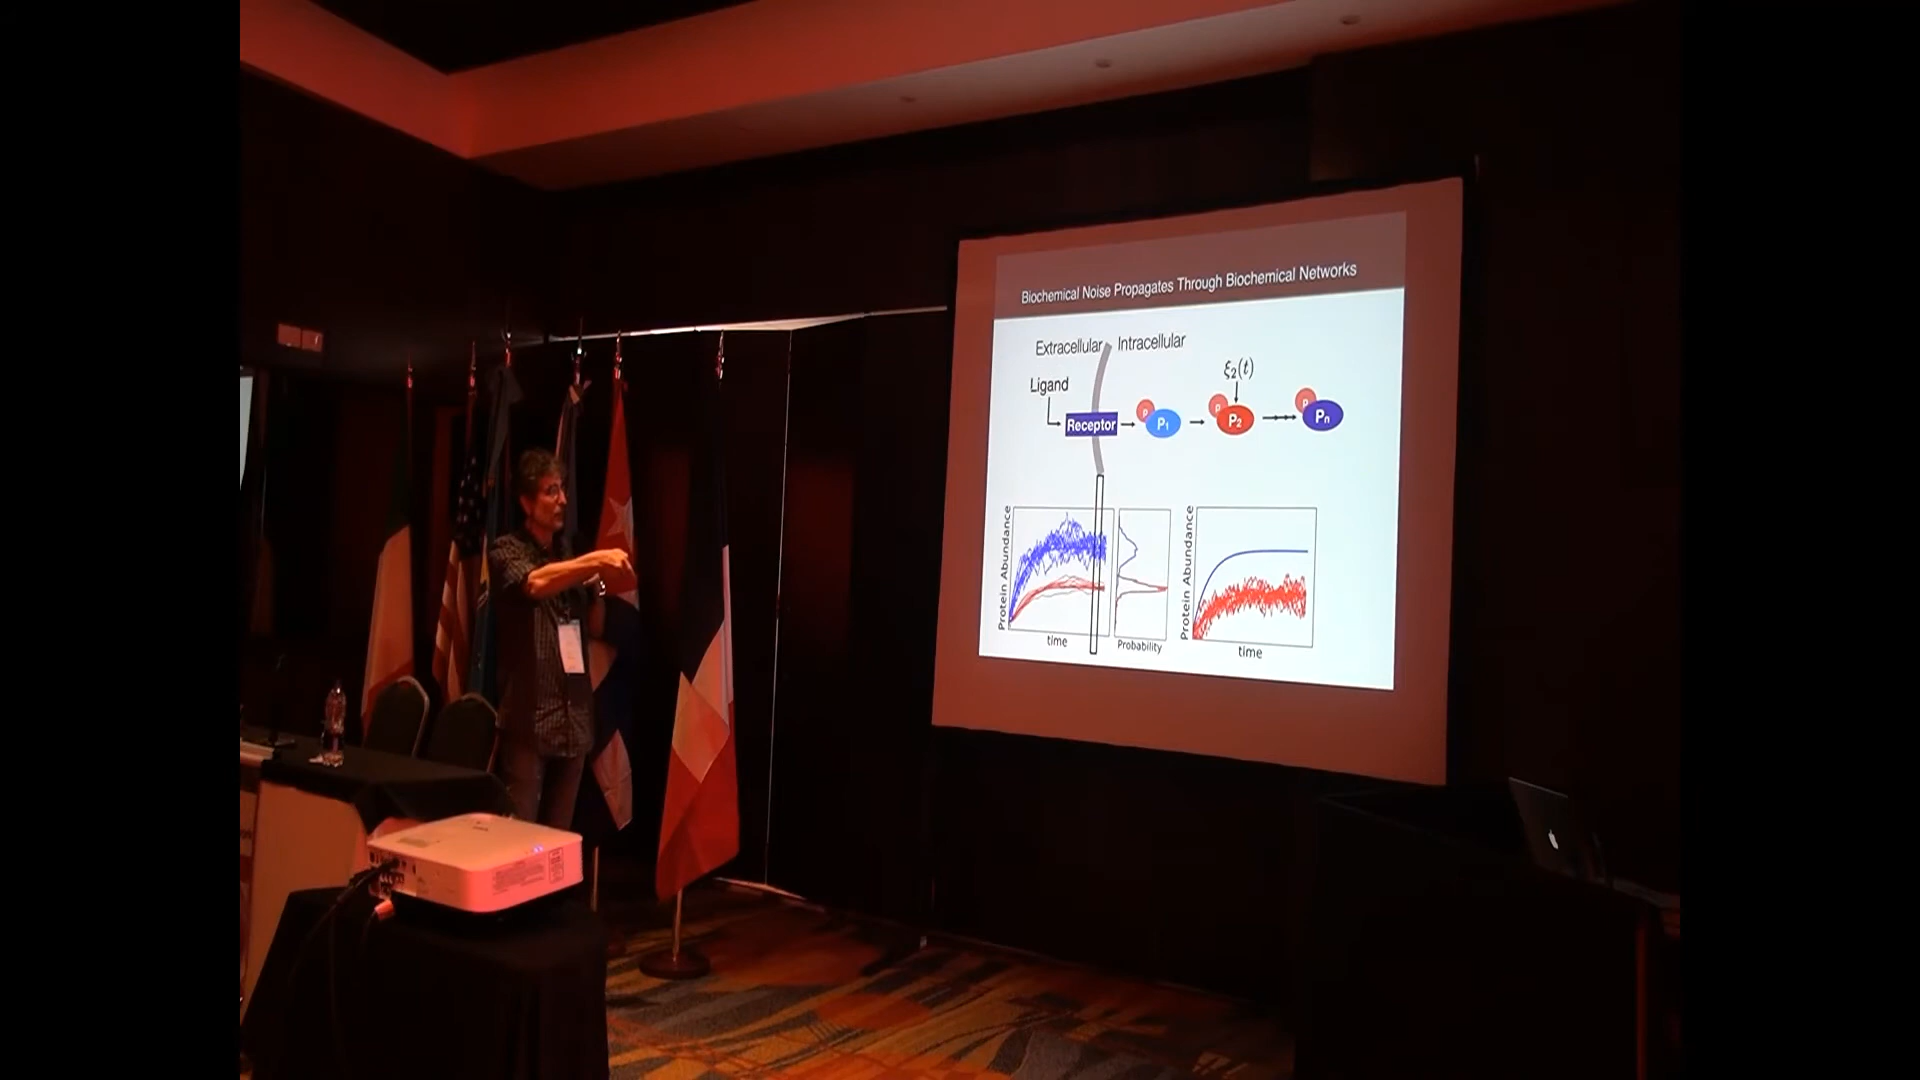 Biochemical Noise Propagates Through Biochemical Networks
Extracellular Intracellular
Ligand
ξ₂(t)
Receptor
p P₁
p P₂
p Pₙ
Protein Abundance
time
Probability
Protein Abundance
time